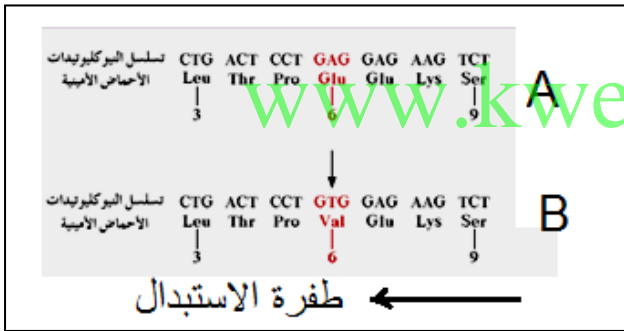 تسلسل النيوكليوتيدات CTG ACT CCT GAG GAG AAG TCT
الأحماض الأمينية Leu Thr Pro Glu Glu Lys Ser
3 6 9
A
www.kwe
تسلسل النيوكليوتيدات CTG ACT CCT GTG GAG AAG TCT
الأحماض الأمينية Leu Thr Pro Val Glu Lys Ser
3 6 9
B
طفرة الاستبدال